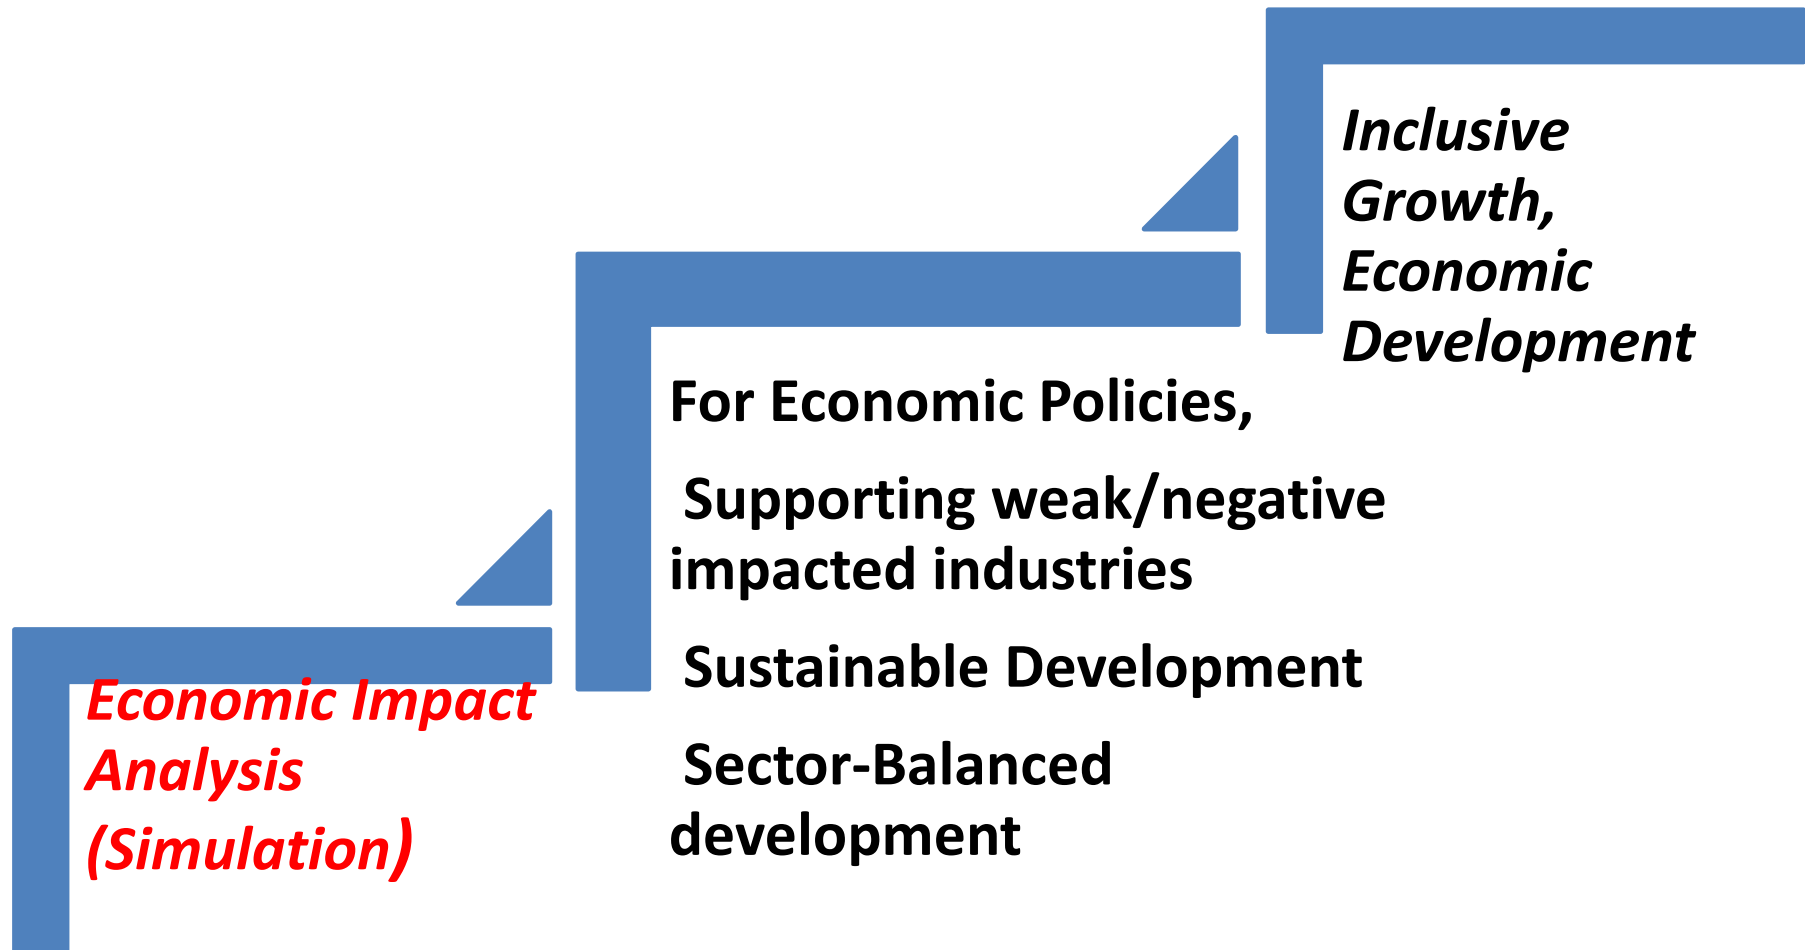 Inclusive
Growth,
Economic
Development
For Economic Policies,
Supporting weak/negative
impacted industries
Sustainable Development
Sector-Balanced
development
Economic Impact
Analysis
(Simulation)